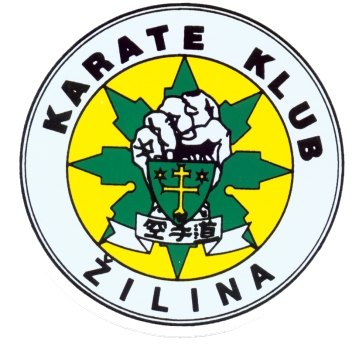 KARATE KLUB
空手道
ŽILINA